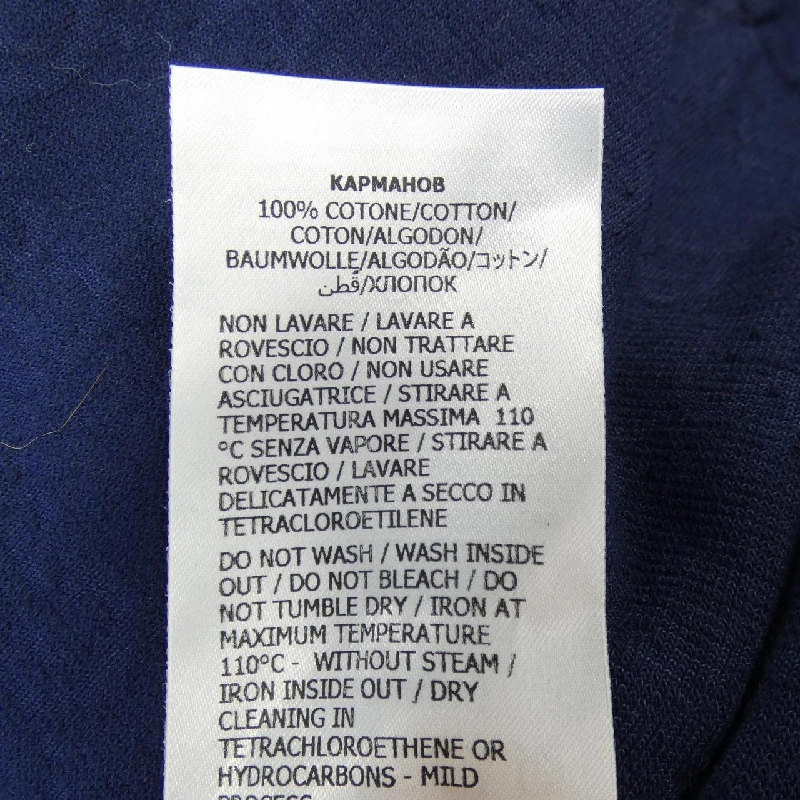 КАРМАНОВ
100% COTONE/COTTON/
COTON/ALGODON/
BAUMWOLLE/ALGODÃO/コットン/
قطن/ХЛОПОК
NON LAVARE / LAVARE A
ROVESCIO / NON TRATTARE
CON CLORO / NON USARE
ASCIUGATRICE / STIRARE A
TEMPERATURA MASSIMA 110
°C SENZA VAPORE / STIRARE A
ROVESCIO / LAVARE
DELICATAMENTE A SECCO IN
TETRACLOROETILENE
DO NOT WASH / WASH INSIDE
OUT / DO NOT BLEACH / DO
NOT TUMBLE DRY / IRON AT
MAXIMUM TEMPERATURE
110°C - WITHOUT STEAM /
IRON INSIDE OUT / DRY
CLEANING IN
TETRACHLOROETHENE OR
HYDROCARBONS - MILD
PROCESS